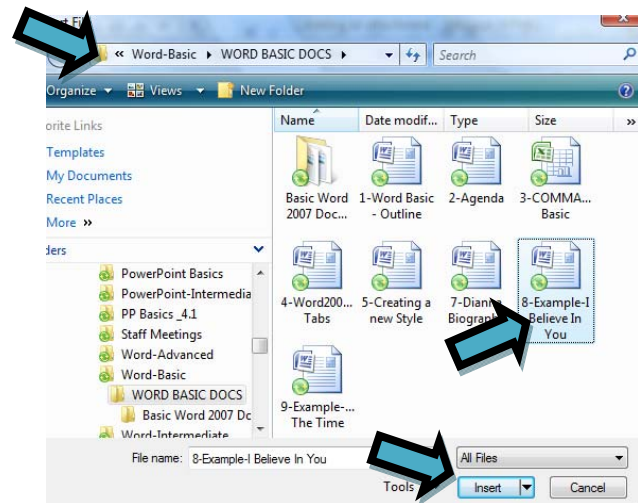 « Word-Basic ▸ WORD BASIC DOCS ▸ Search
Organize Views New Folder
orite Links
Templates
My Documents
Recent Places
More »
ders
PowerPoint Basics
PowerPoint-Intermedia
PP Basics _4.1
Staff Meetings
Word-Advanced
Word-Basic
WORD BASIC DOCS
Basic Word 2007 Dc
Word-Intermediate
Name Date modif... Type Size »
Basic Word 2007 Doc...
1-Word Basic - Outline
2-Agenda
3-COMMA... Basic
4-Word200... Tabs
5-Creating a new Style
7-Diann
Biograp
8-Example-I Believe In You
9-Example-... The Time
File name: 8-Example-I Believe In You All Files
Tools Insert Cancel